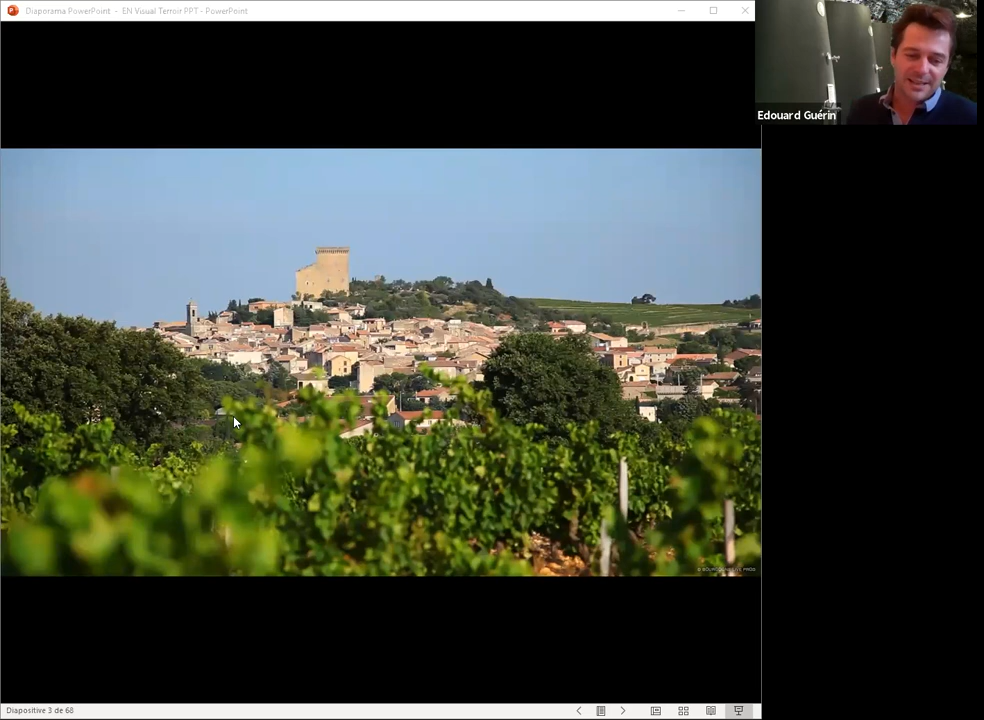 Diaporama PowerPoint - EN Visual Terroir PPT - PowerPoint
Edouard Guérin
Diapositive 3 de 68